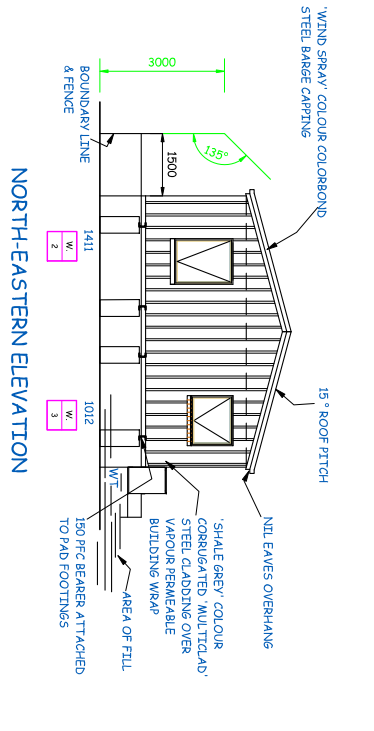 'WIND SPRAY' COLOUR COLORBOND
STEEL BARGE CAPPING
15° ROOF PITCH
NIL EAVES OVERHANG
3000
135°
1500
BOUNDARY LINE
& FENCE
'SHALE GREY' COLOUR
CORRUGATED 'MULTICLAD'
STEEL CLADDING OVER
VAPOUR PERMEABLE
BUILDING WRAP
WT
AREA OF FILL
150 PFC BEARER ATTACHED
TO PAD FOOTINGS
1411
W.
2
1012
W.
3
NORTH-EASTERN ELEVATION